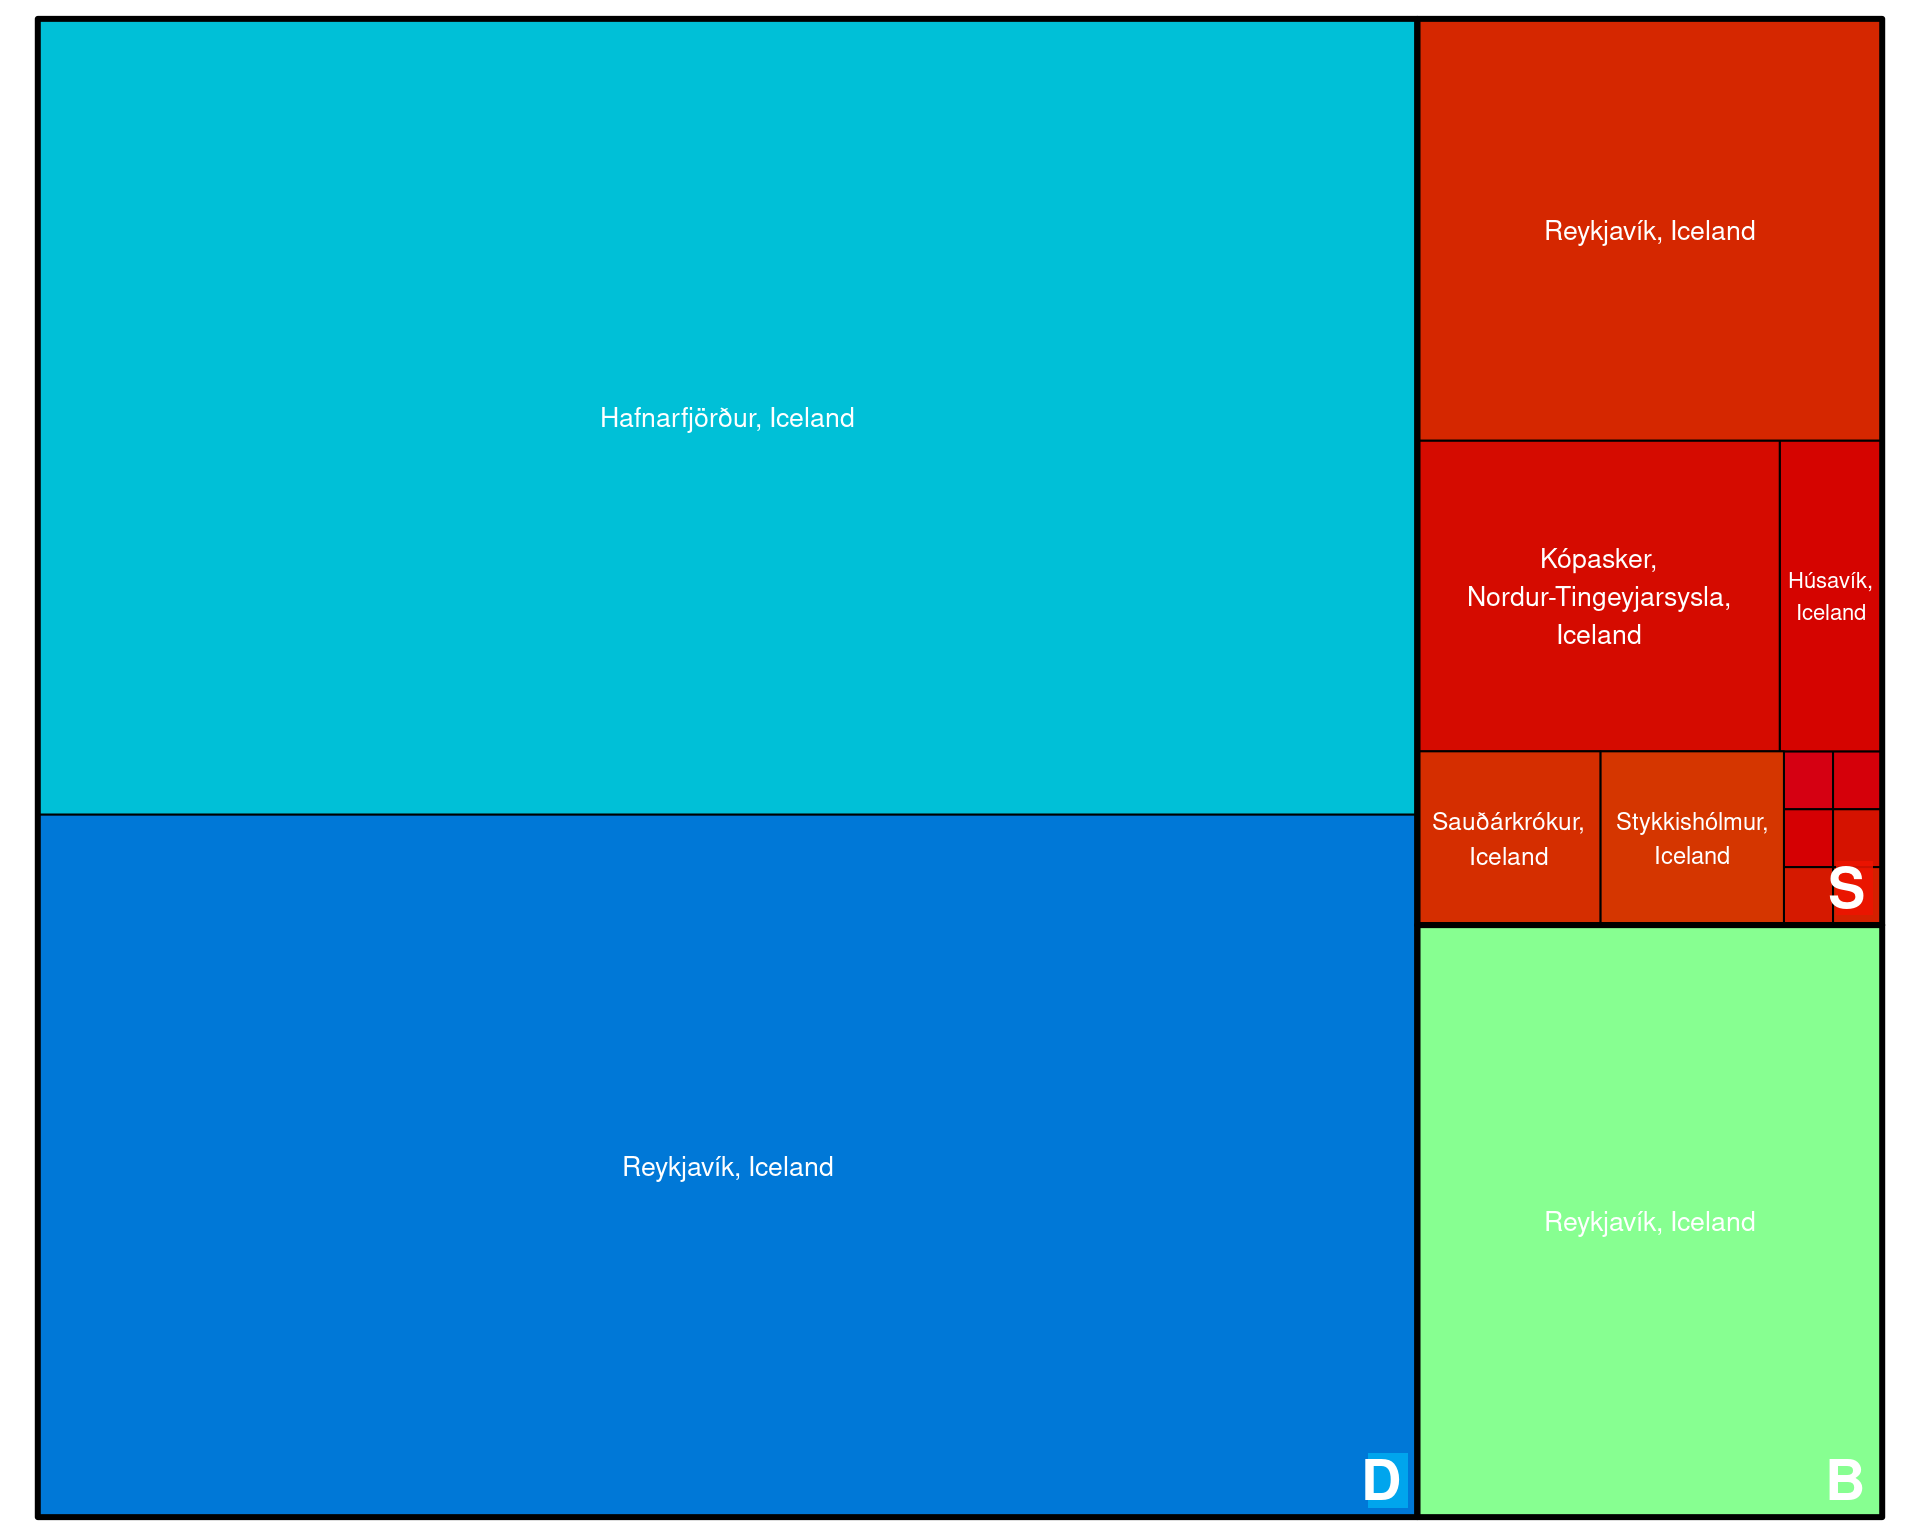 Hafnarfjörður, Iceland
Reykjavík, Iceland
D
Reykjavík, Iceland
Kópasker,
Nordur-Tingeyjarsysla,
Iceland
Húsavík,
Iceland
Sauðárkrókur,
Iceland
Stykkishólmur,
Iceland
S
Reykjavík, Iceland
B